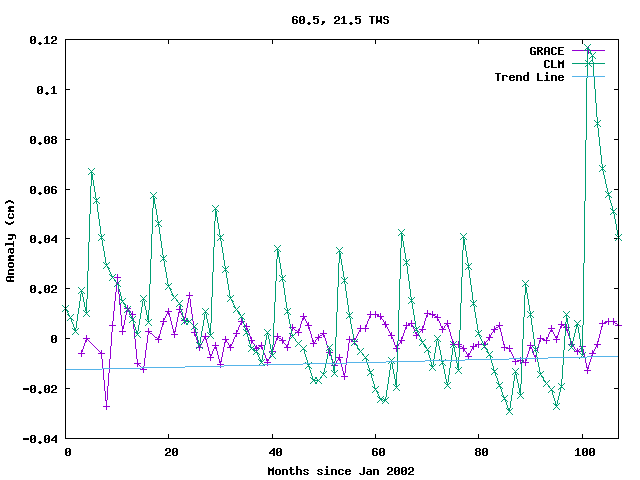 60.5, 21.5 TWS
GRACE
CLM
Trend Line
0.12
0.1
0.08
0.06
0.04
0.02
0
-0.02
-0.04
Anomaly (cm)
0 20 40 60 80 100
Months since Jan 2002